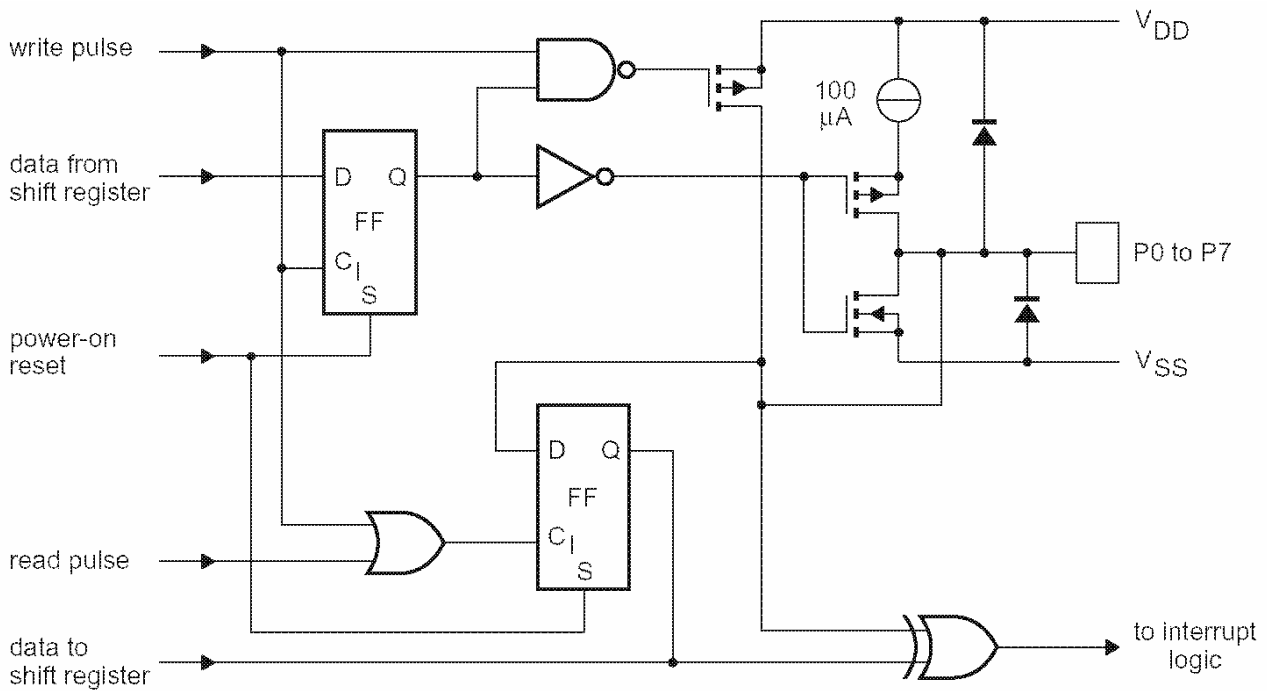 write pulse
V DD
100
μA
data from
shift register
D Q
FF
C I
S
P0 to P7
power-on
reset
V SS
D Q
FF
C I
S
read pulse
data to
shift register
to interrupt
logic